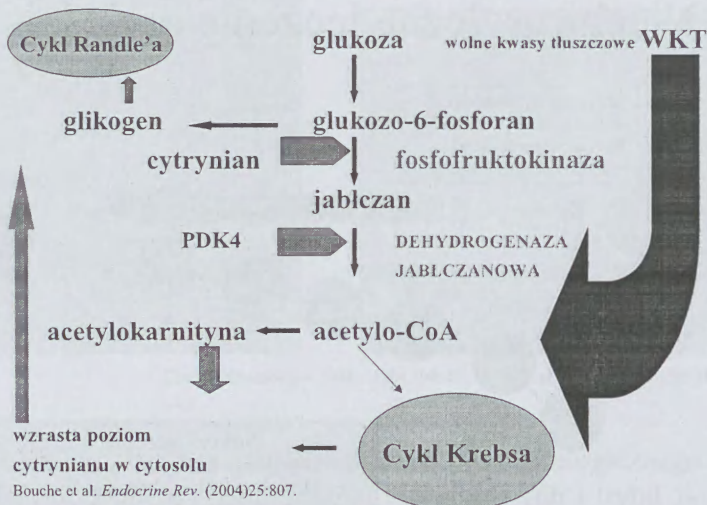 Cykl Randle'a
glukoza
wolne kwasy tłuszczowe WKT
glikogen
glukozo-6-fosforan
cytrynian
fosfofruktokinaza
jabłczan
PDK4
DEHYDROGENAZA
JABŁCZANOWA
acetylokarnityna
acetylo-CoA
Cykl Krebsa
wzrasta poziom
cytrynianu w cytosolu
Bouche et al. Endocrine Rev. (2004)25:807.